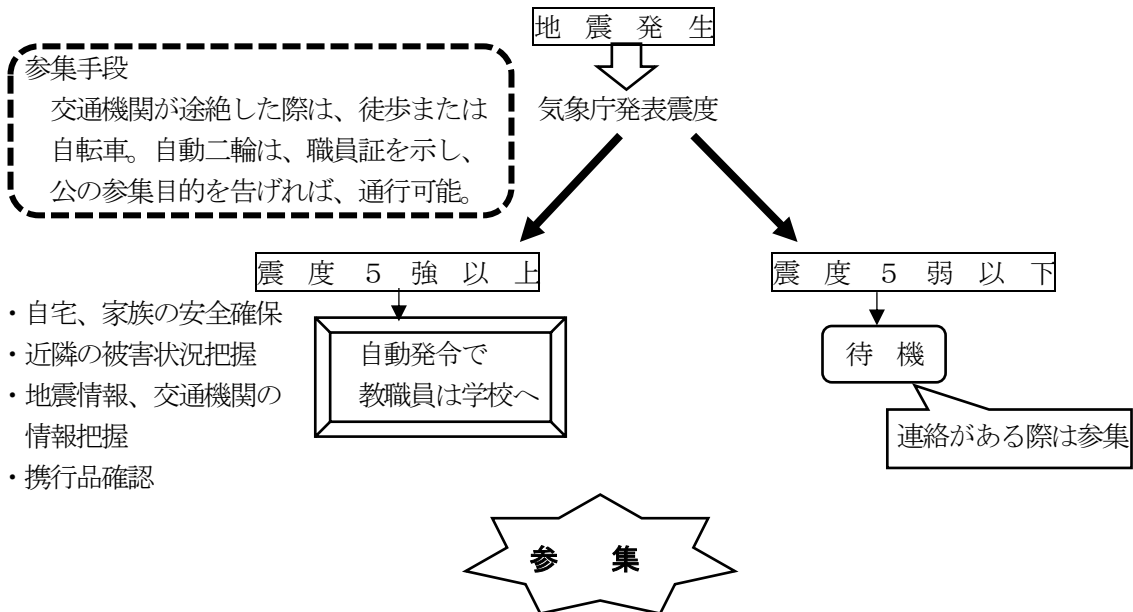 地震発生
参集手段
交通機関が途絶した際は、徒歩または
自転車。自動二輪は、職員証を示し、
公の参集目的を告げれば、通行可能。
気象庁発表震度
震度5強以上
震度5弱以下
・自宅、家族の安全確保
・近隣の被害状況把握
・地震情報、交通機関の
情報把握
・携行品確認
自動発令で
教職員は学校へ
待機
連絡がある際は参集
参集